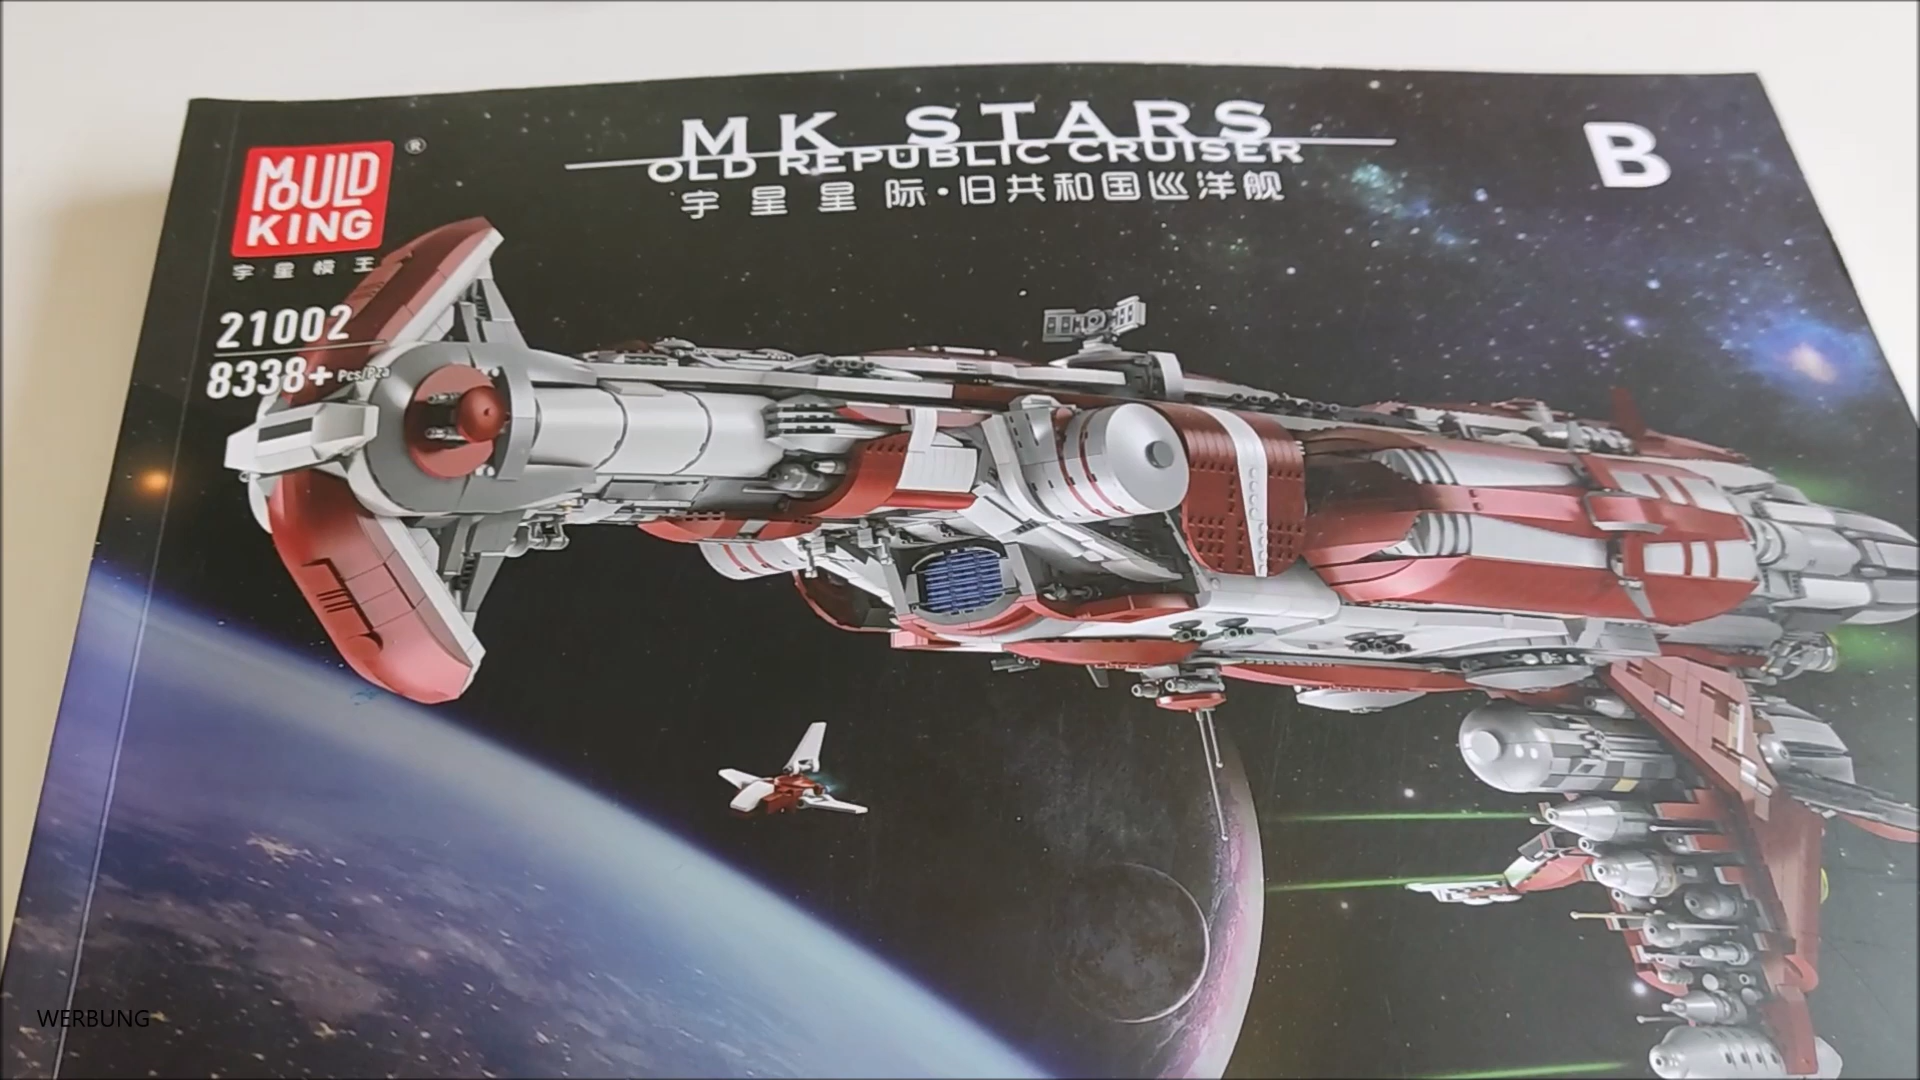 MK STARS
OLD REPUBLIC CRUISER
宇星星际·旧共和国巡洋舰
B
MOULD
KING
®
宇星模王
21002
8338+ Pcs/Pza
WERBUNG